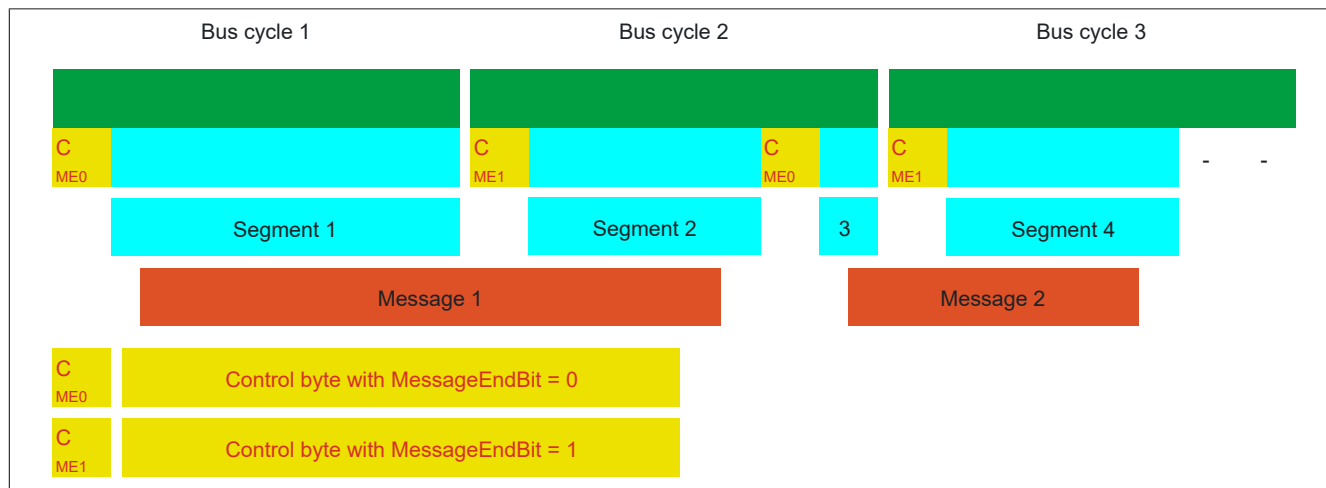 Bus cycle 1
Bus cycle 2
Bus cycle 3
C
ME0
C
ME1
C
ME0
C
ME1
- -
Segment 1
Segment 2
3
Segment 4
Message 1
Message 2
C
ME0
Control byte with MessageEndBit = 0
C
ME1
Control byte with MessageEndBit = 1